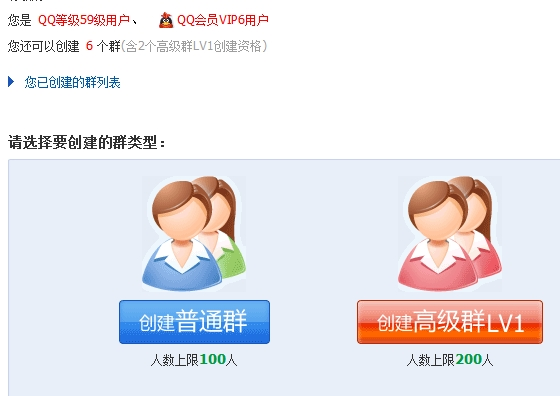 您是 QQ等级59级用户、 QQ会员VIP6用户
您还可以创建 6 个群(含2个高级群LV1创建资格)
您已创建的群列表
请选择要创建的群类型：
创建普通群
创建高级群LV1
人数上限100人
人数上限200人